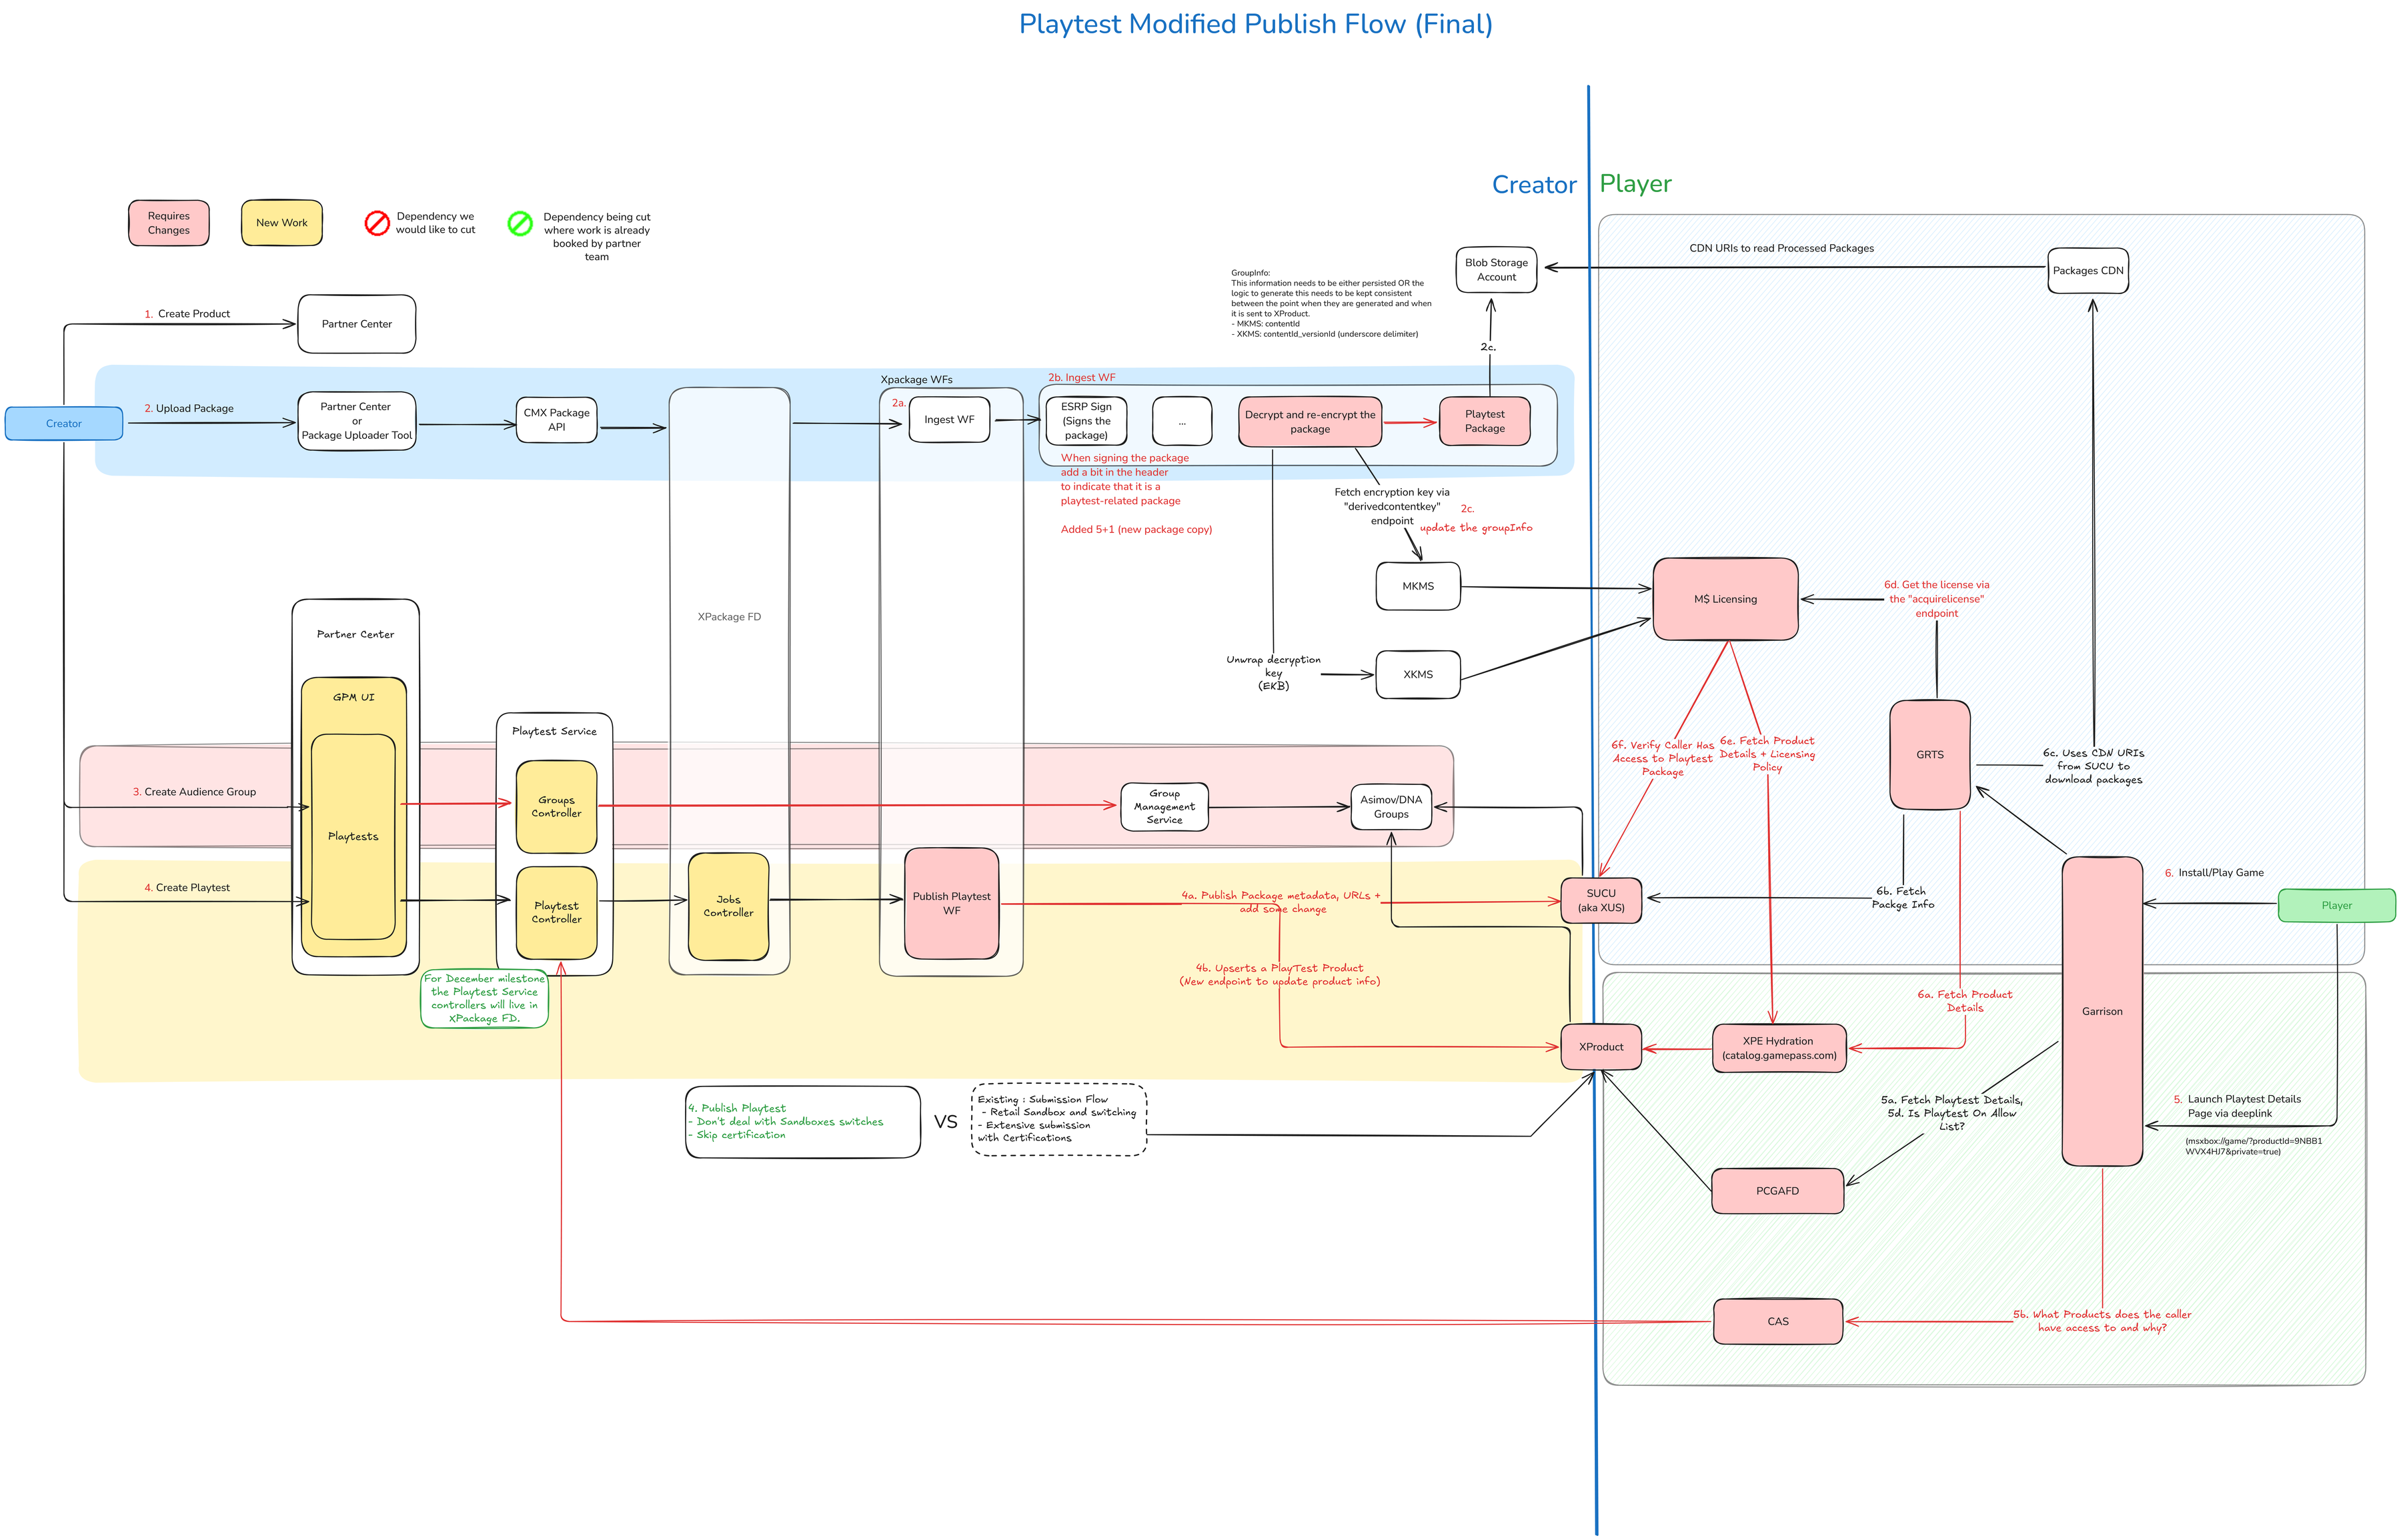 Playtest Modified Publish Flow (Final)
Creator
Player
Requires
Changes
New Work
Dependency we
would like to cut
Dependency being cut
where work is already
booked by partner
team
1. Create Product
Partner Center
GroupInfo:
This information needs to be either persisted OR the
logic to generate this needs to be kept consistent
between the point when they are generated and when
it is sent to XProduct.
- MKMS: contentId
- XKMS: contentId_versionId (underscore delimiter)
Blob Storage
Account
CDN URIs to read Processed Packages
Packages CDN
2c.
Creator
2. Upload Package
Partner Center
or
Package Uploader Tool
CMX Package
API
XPackage FD
Xpackage WFs
2a.
Ingest WF
2b. Ingest WF
ESRP Sign
(Signs the
package)
...
Decrypt and re-encrypt the
package
Playtest
Package
When signing the package
add a bit in the header
to indicate that it is a
playtest-related package
Added 5+1 (new package copy)
Fetch encryption key via
"derivedcontentkey"
endpoint
2c.
update the groupInfo
MKMS
Unwrap decryption
key
(EKB)
XKMS
M$ Licensing
6d. Get the license via
the "acquirelicense"
endpoint
Partner Center
GPM UI
Playtests
Playtest Service
3. Create Audience Group
Groups
Controller
Group
Management
Service
Asimov/DNA
Groups
6f. Verify Caller Has
Access to Playtest
Package
6e. Fetch Product
Details + Licensing
Policy
GRTS
6c. Uses CDN URIs
from SUCU to
download packages
4. Create Playtest
Playtest
Controller
Jobs
Controller
Publish Playtest
WF
4a. Publish Package metadata, URLs +
add some change
SUCU
(aka XUS)
6b. Fetch
Packge Info
6. Install/Play Game
Player
For December milestone
the Playtest Service
controllers will live in
XPackage FD.
4b. Upserts a PlayTest Product
(New endpoint to update product info)
6a. Fetch Product
Details
Garrison
XProduct
XPE Hydration
(catalog.gamepass.com)
4. Publish Playtest
- Don't deal with Sandboxes switches
- Skip certification
VS
Existing : Submission Flow
- Retail Sandbox and switching
- Extensive submission
with Certifications
5a. Fetch Playtest Details,
5d. Is Playtest On Allow
List?
5. Launch Playtest Details
Page via deeplink
(msxbox://game/?productId=9NBB1
WVX4HJ7&private=true)
PCGAFD
CAS
5b. What Products does the caller
have access to and why?